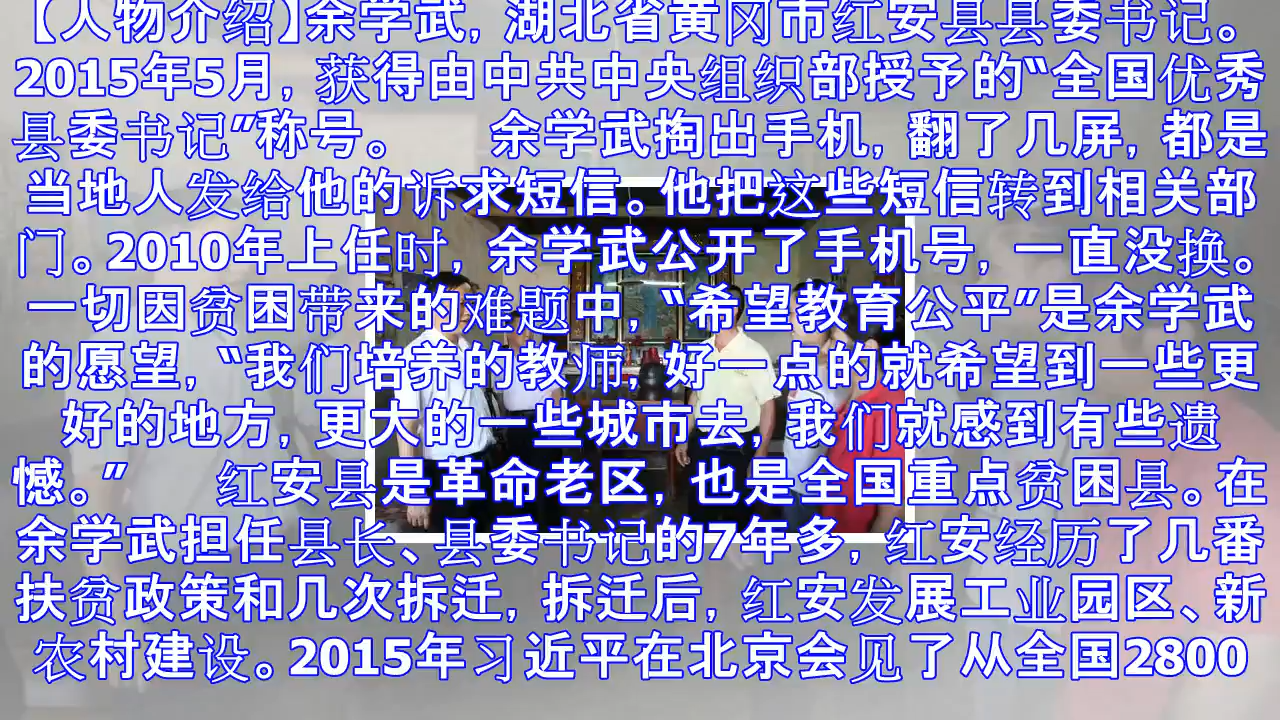 【人物介绍】余学武, 湖北省黄冈市红安县县委书记。
2015年5月, 获得由中共中央组织部授予的“全国优秀
县委书记”称号。　　余学武掏出手机, 翻了几屏, 都是
当地人发给他的诉求短信。他把这些短信转到相关部
门。2010年上任时, 余学武公开了手机号, 一直没换。
一切因贫困带来的难题中, “希望教育公平”是余学武
的愿望, “我们培养的教师, 好一点的就希望到一些更
好的地方, 更大的一些城市去, 我们就感到有些遗
憾。”　　红安县是革命老区, 也是全国重点贫困县。在
余学武担任县长、县委书记的7年多, 红安经历了几番
扶贫政策和几次拆迁, 拆迁后, 红安发展工业园区、新
农村建设。2015年习近平在北京会见了从全国2800